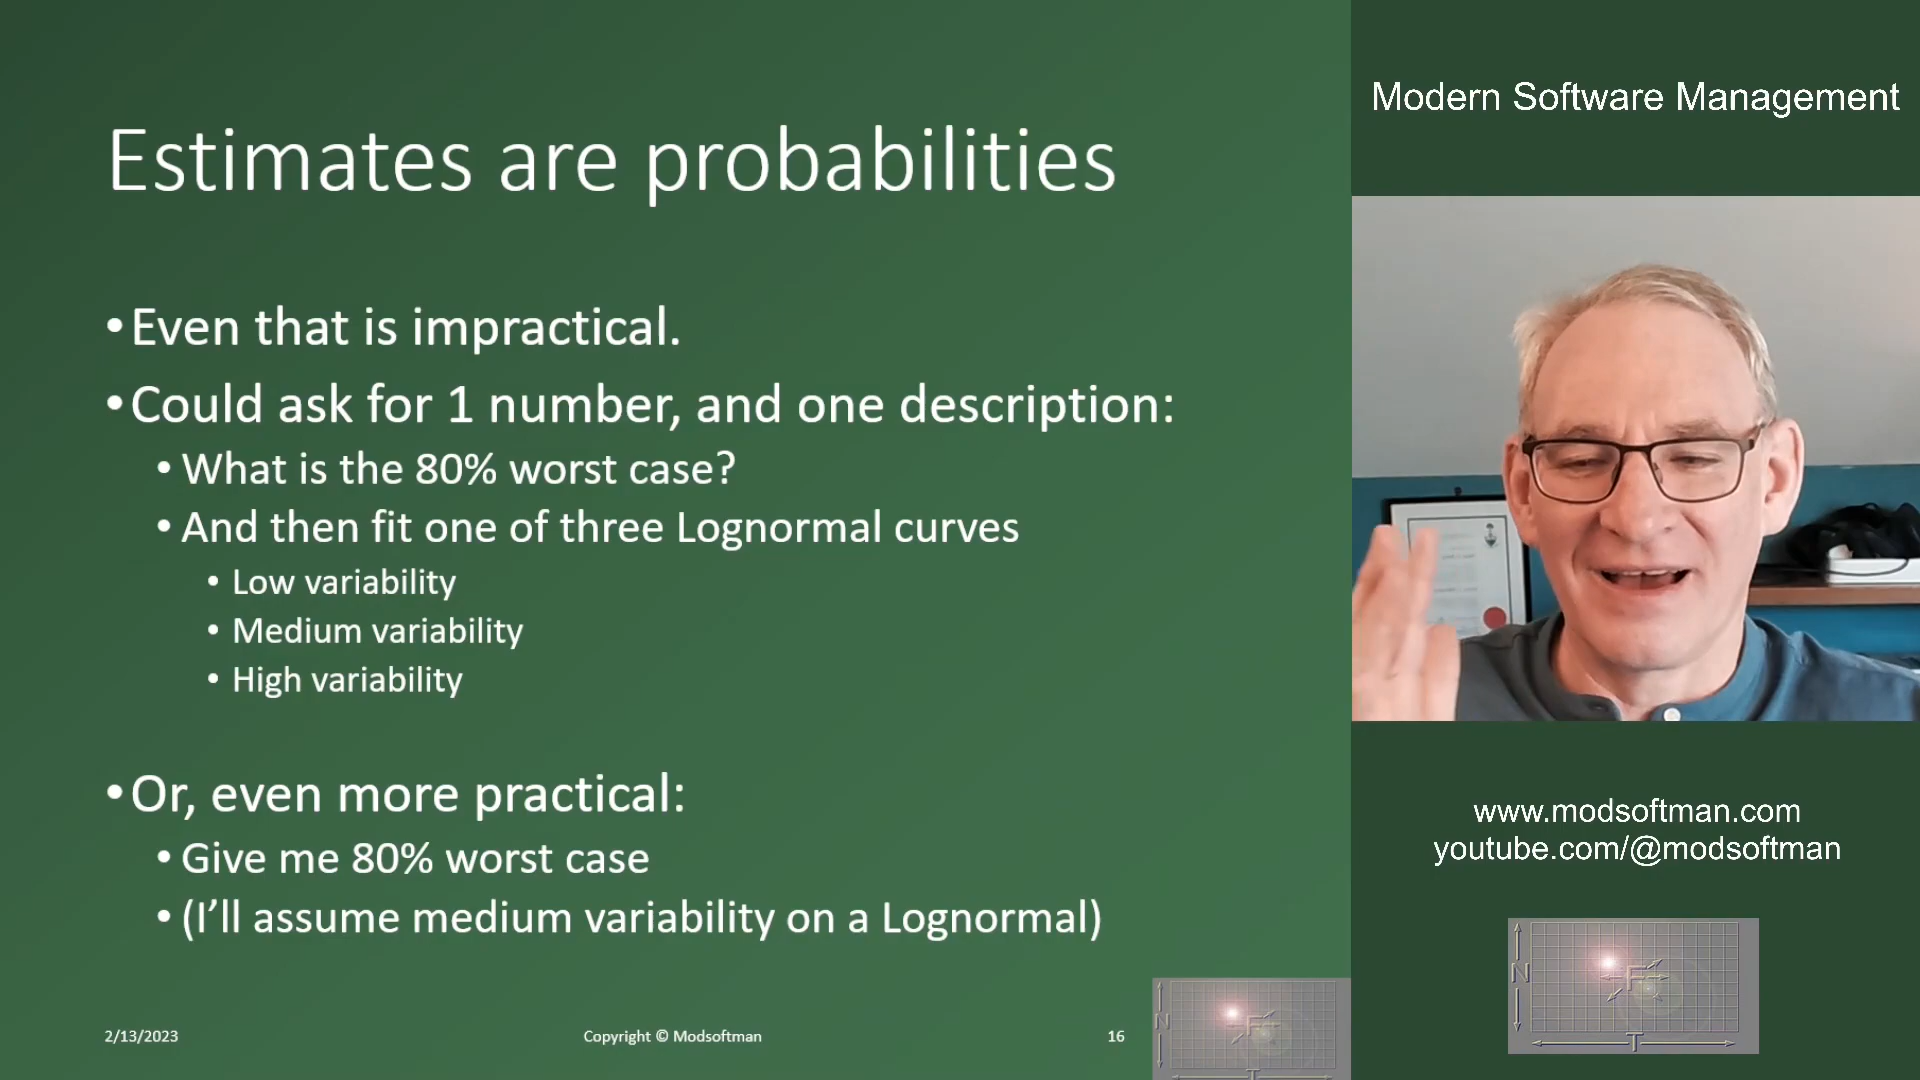 Estimates are probabilities
•Even that is impractical.
•Could ask for 1 number, and one description:
•What is the 80% worst case?
•And then fit one of three Lognormal curves
•Low variability
•Medium variability
•High variability
•Or, even more practical:
•Give me 80% worst case
•(I’ll assume medium variability on a Lognormal)
2/13/2023
Copyright © Modsoftman
16
N
F
T
Modern Software Management
www.modsoftman.com
youtube.com/@modsoftman
N
F
T